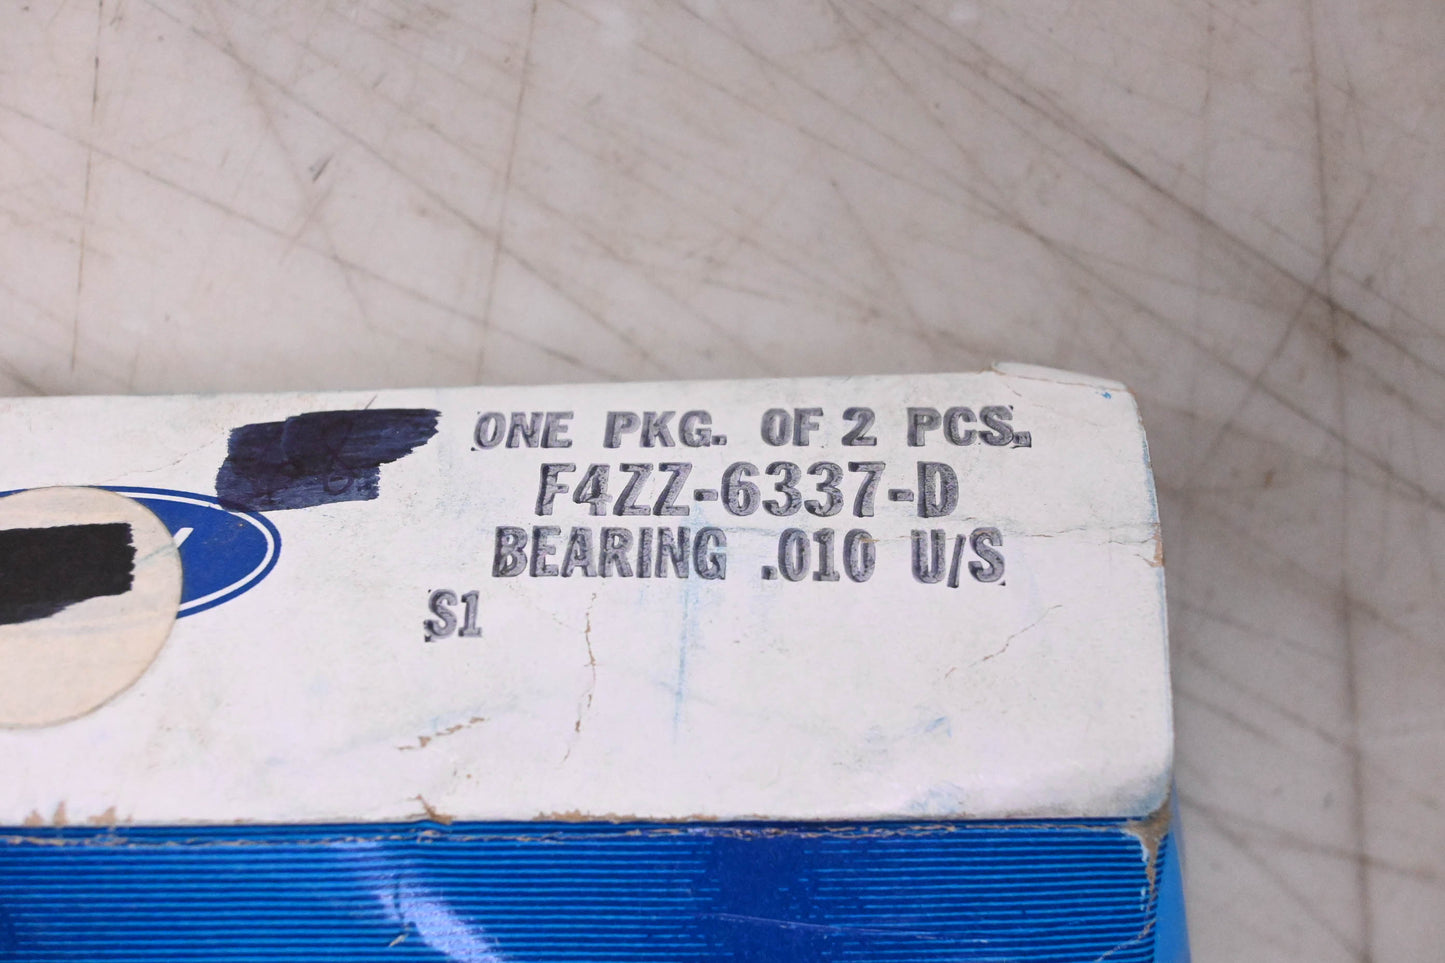 ONE PKG. OF 2 PCS.
F4ZZ-6337-D
BEARING .010 U/S
S1